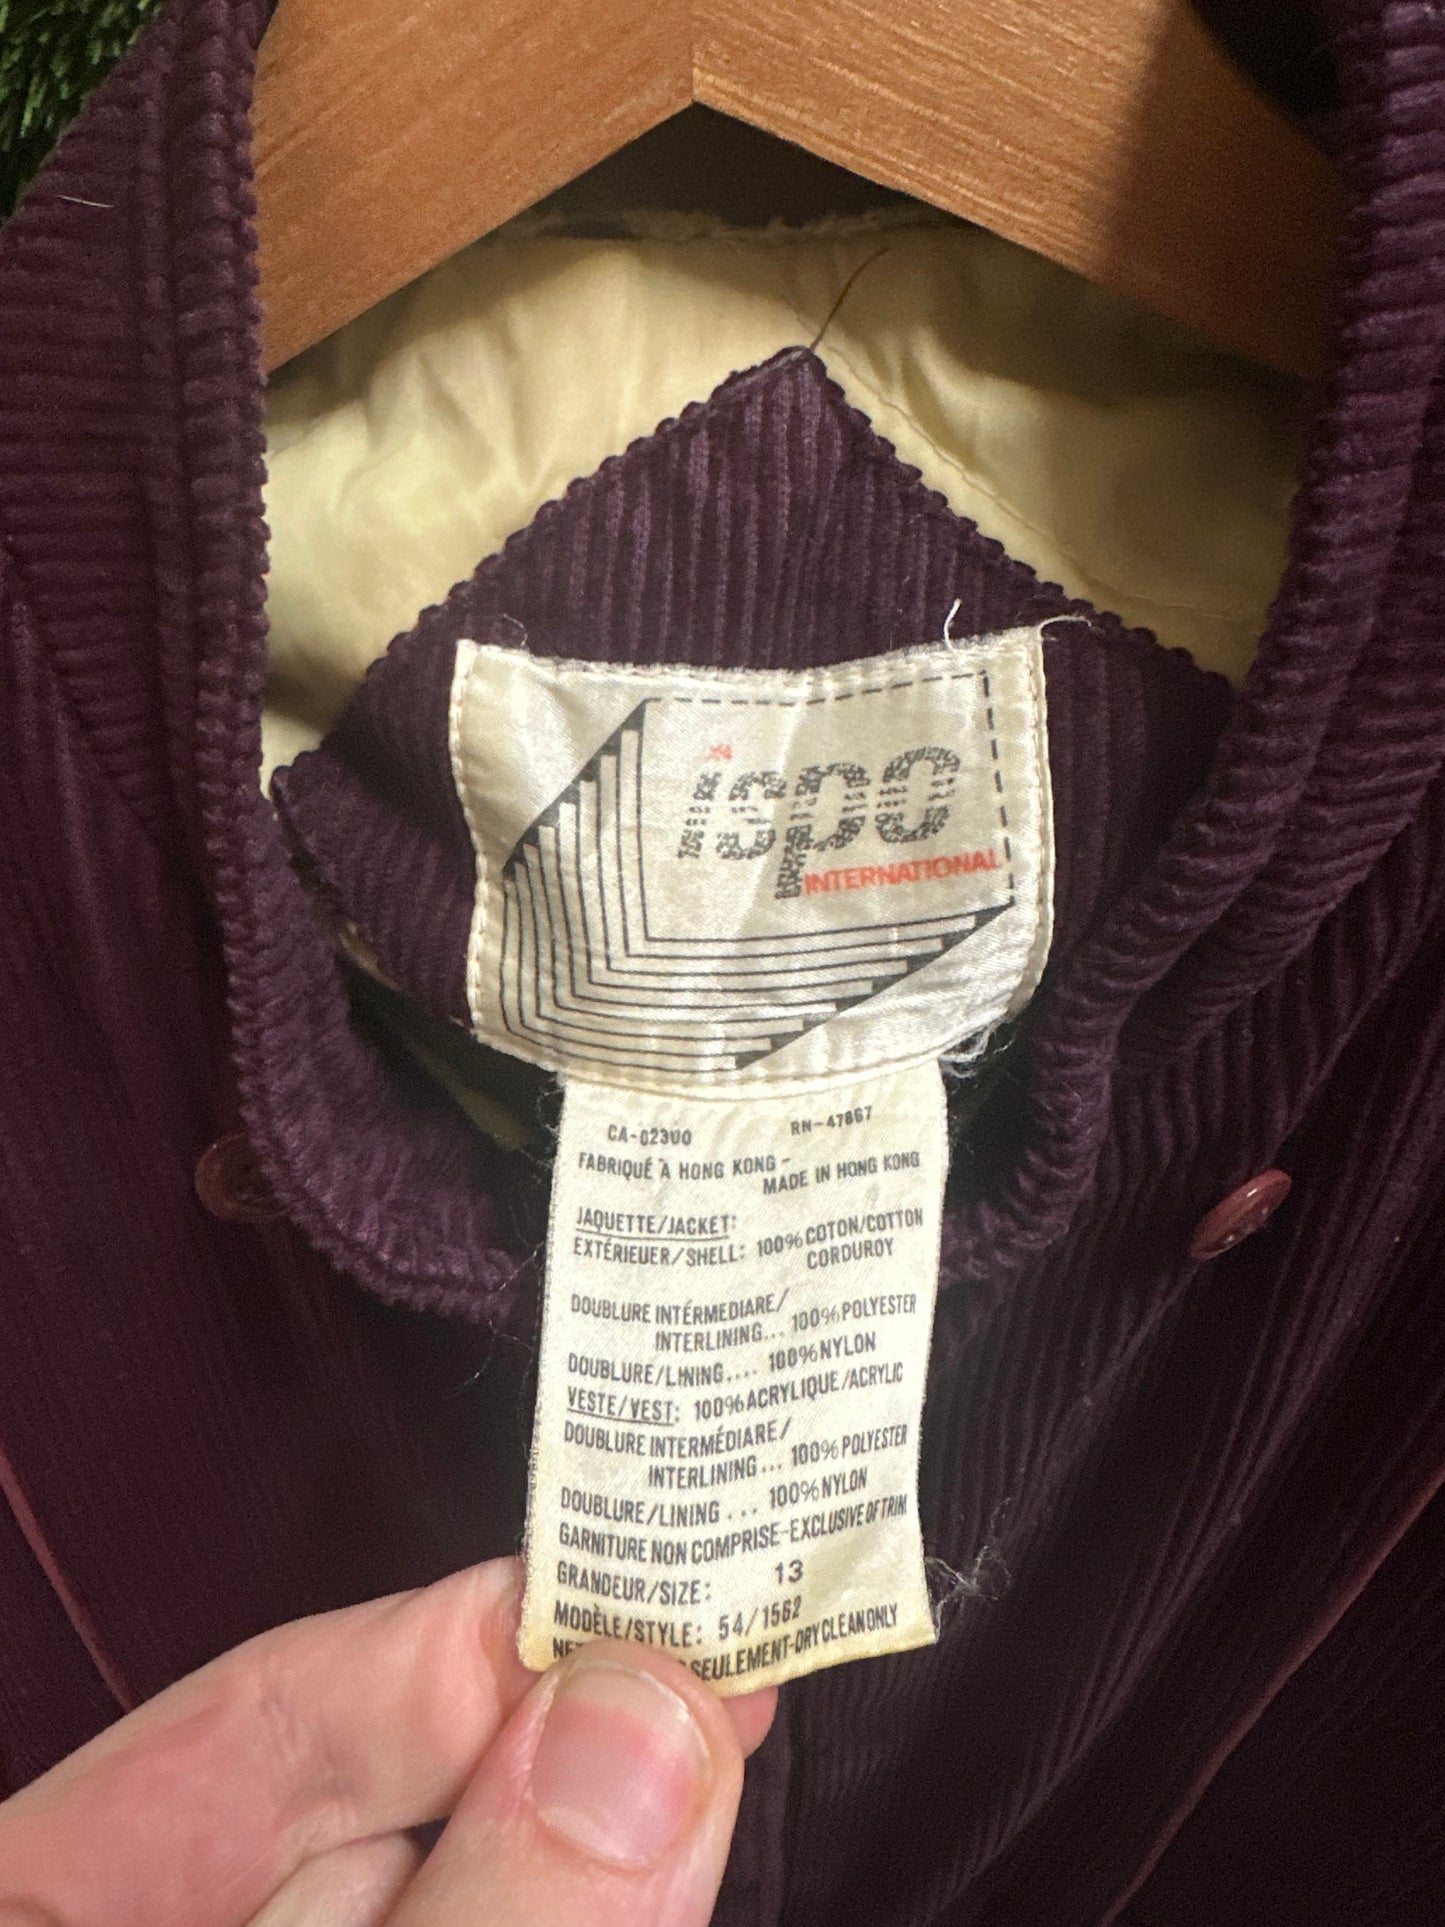 ispo
INTERNATIONAL
CA-02300 RN-47867
FABRIQUÉ À HONG KONG -
MADE IN HONG KONG
JAQUETTE/JACKET:
EXTÉRIEUER/SHELL: 100% COTON/COTTON
CORDUROY
DOUBLURE INTÉRMEDIARE/
INTERLINING... 100% POLYESTER
DOUBLURE/LINING.... 100% NYLON
VESTE/VEST: 100% ACRYLIQUE/ACRYLIC
DOUBLURE INTERMÉDIARE/
INTERLINING... 100% POLYESTER
DOUBLURE/LINING... 100% NYLON
GARNITURE NON COMPRISE-EXCLUSIVE OF TRIM
GRANDEUR/SIZE: 13
MODÈLE/STYLE: 54/1562
SEULEMENT-DRY CLEAN ONLY